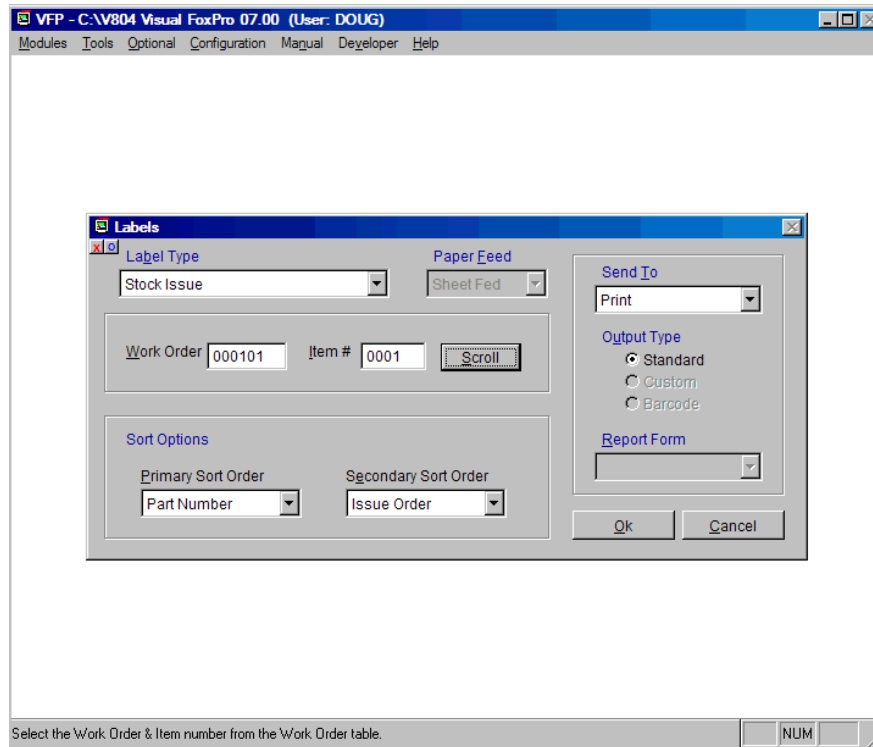 VFP - C:\V804 Visual FoxPro 07.00 (User: DOUG)
Modules Tools Optional Configuration Manual Developer Help
Labels
X O
Label Type Paper Feed
Stock Issue Sheet Fed
Send To
Print
Work Order 000101 Item # 0001 Scroll
Output Type
Standard
Custom
Barcode
Sort Options
Primary Sort Order Secondary Sort Order
Part Number Issue Order
Report Form
Ok Cancel
Select the Work Order & Item number from the Work Order table. NUM